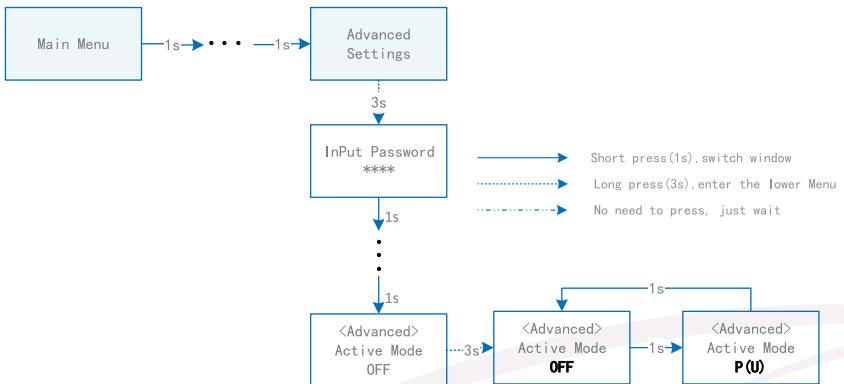 Main Menu
1s
• • •
1s
Advanced
Settings
3s
InPut Password
****
Short press(1s),switch window
Long press(3s),enter the lower Menu
No need to press, just wait
1s
1s
<Advanced>
Active Mode
OFF
3s
<Advanced>
Active Mode
OFF
1s
1s
<Advanced>
Active Mode
P(U)